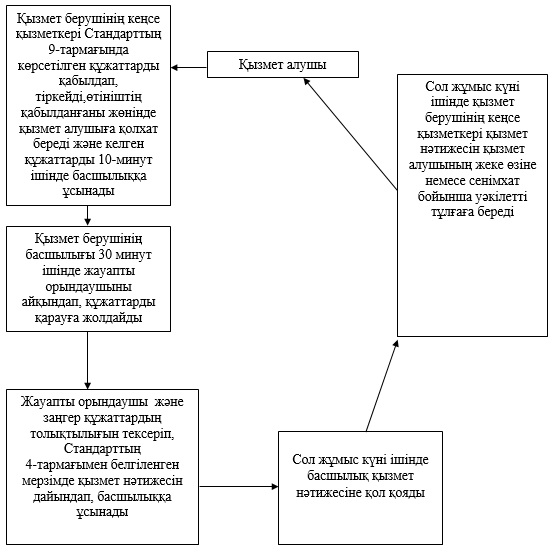 Қызмет берушінің кеңсе
қызметкері Стандарттың
9-тармағында
көрсетілген құжаттарды
қабылдап,
тіркейді,өтініштің
қабылданғаны жөнінде
қызмет алушыға қолхат
береді және келген
құжаттарды 10-минут
ішінде басшылыққа
ұсынады
Қызмет алушы
Сол жұмыс күні
ішінде қызмет
берушінің кеңсе
қызметкері қызмет
нәтижесін қызмет
алушының жеке өзіне
немесе сенімхат
бойынша уәкілетті
тұлғаға береді
Қызмет берушінің
басшылығы 30 минут
ішінде жауапты
орындаушыны
айқындап, құжаттарды
қарауға жолдайды
Жауапты орындаушы және
заңгер құжаттардың
толықтылығын тексеріп,
Стандарттың
4-тармағымен белгіленген
мерзімде қызмет нәтижесін
дайындап, басшылыққа
ұсынады
Сол жұмыс күні ішінде
басшылық қызмет
нәтижесіне қол қояды